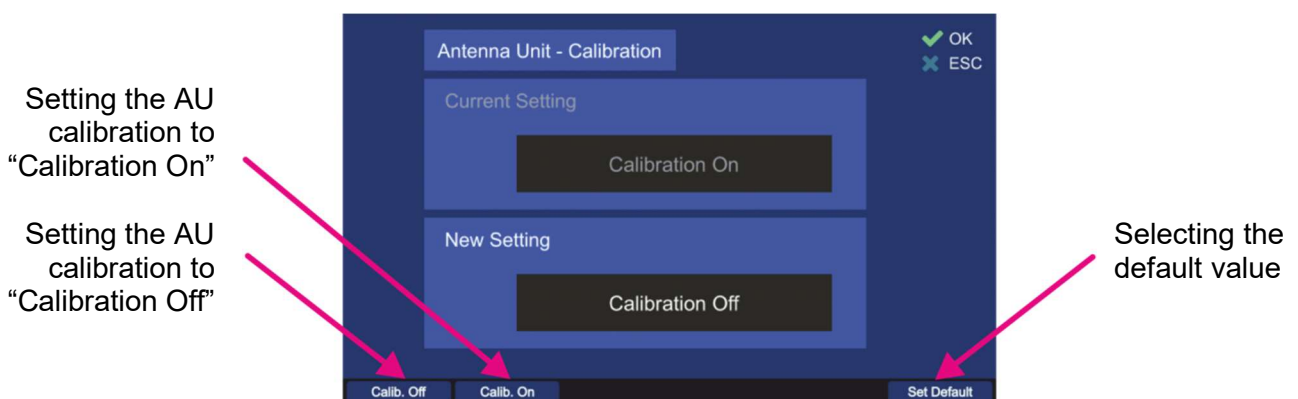 Setting the AU
calibration to
“Calibration On”
Setting the AU
calibration to
“Calibration Off”
Antenna Unit - Calibration
OK
ESC
Current Setting
Calibration On
New Setting
Calibration Off
Calib. Off
Calib. On
Set Default
Selecting the
default value